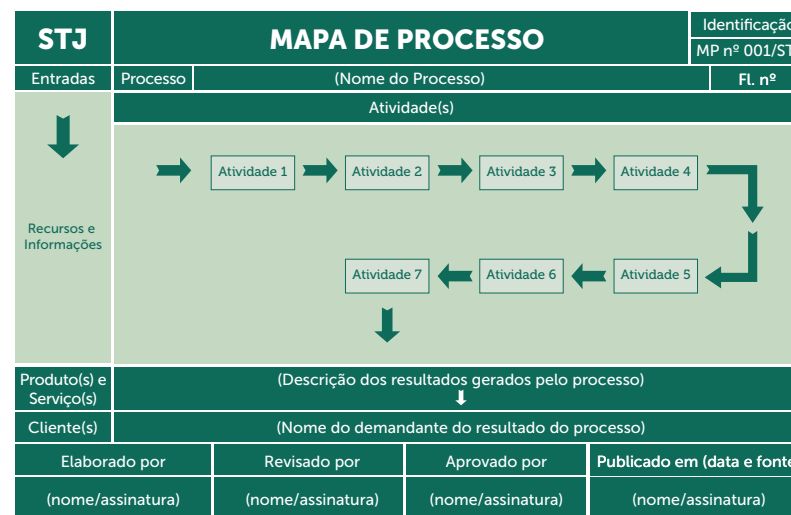 STJ
MAPA DE PROCESSO
Identificação
MP nº 001/ST
Entradas
Processo
(Nome do Processo)
Fl. nº
Atividade(s)
Recursos e
Informações
Atividade 1
Atividade 2
Atividade 3
Atividade 4
Atividade 7
Atividade 6
Atividade 5
Produto(s) e
Serviço(s)
(Descrição dos resultados gerados pelo processo)
Cliente(s)
(Nome do demandante do resultado do processo)
Elaborado por
Revisado por
Aprovado por
Publicado em (data e fonte
(nome/assinatura)
(nome/assinatura)
(nome/assinatura)
(nome/assinatura)